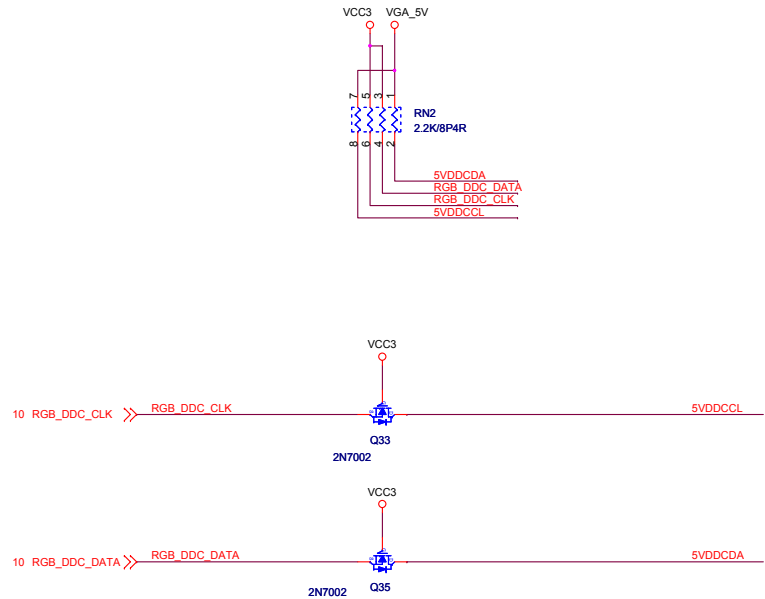 VCC3 VGA_5V
7 5 3 1
RN2
2.2K/8P4R
8 6 4 2
5VDDCDA
RGB_DDC_DATA
RGB_DDC_CLK
5VDDCCL
VCC3
10 RGB_DDC_CLK RGB_DDC_CLK 5VDDCCL
Q33
2N7002
VCC3
10 RGB_DDC_DATA RGB_DDC_DATA 5VDDCDA
2N7002 Q35